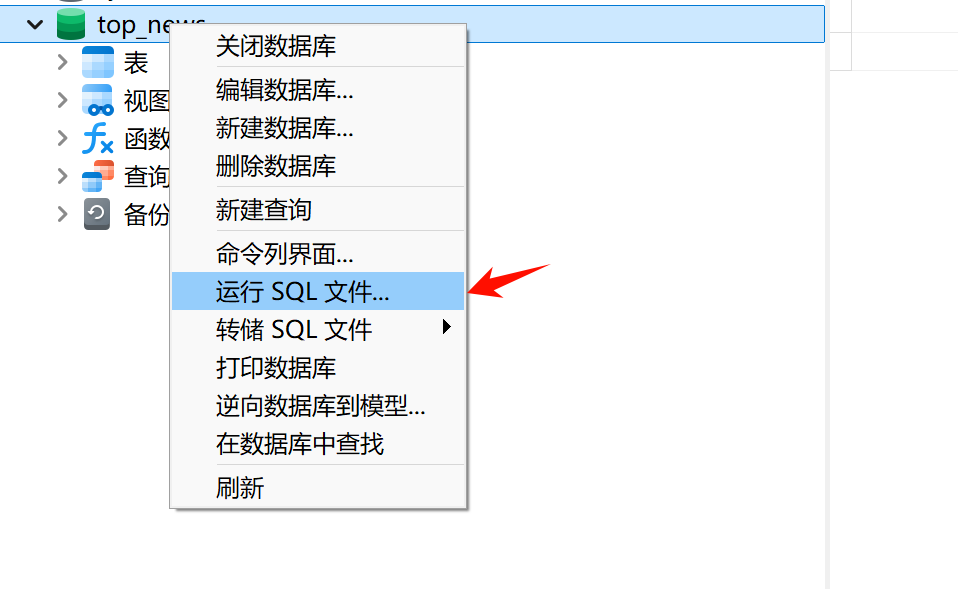 top_news
关闭数据库
表
编辑数据库...
视图
新建数据库...
函数
删除数据库
查询
新建查询
备份
命令列界面...
运行 SQL 文件...
转储 SQL 文件
打印数据库
逆向数据库到模型...
在数据库中查找
刷新